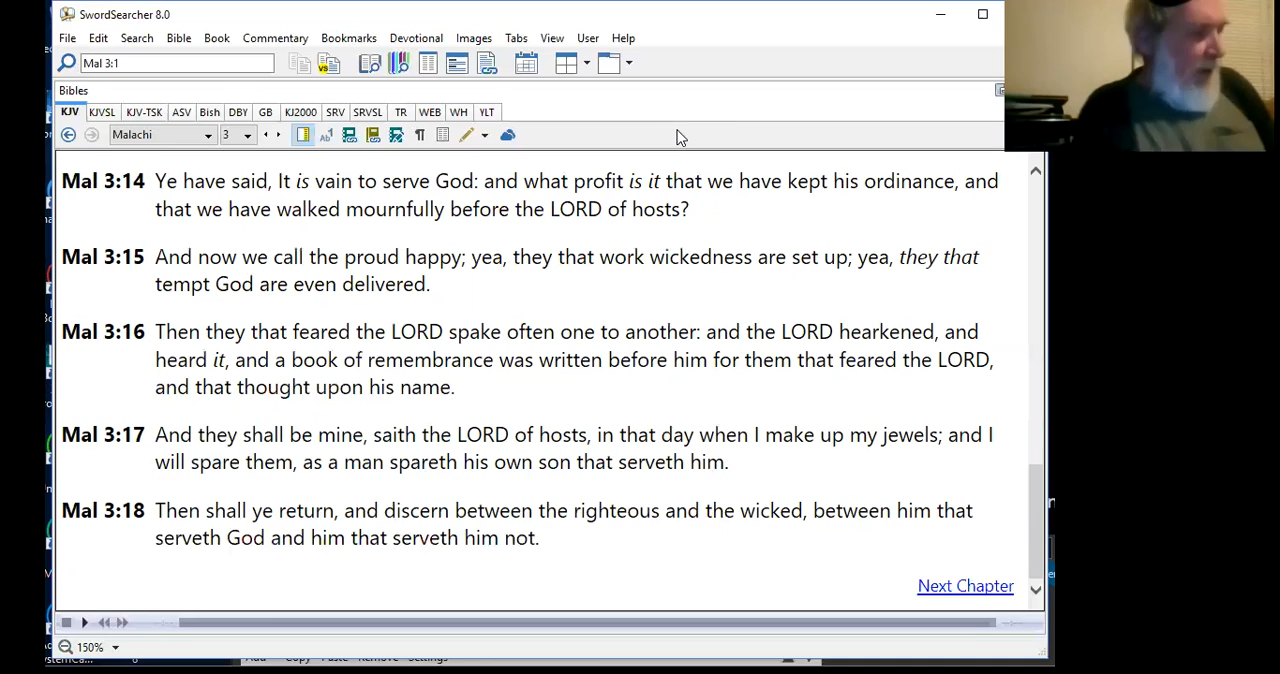 SwordSearcher 8.0
File Edit Search Bible Book Commentary Bookmarks Devotional Images Tabs View User Help
Mal 3:1
Bibles
KJV KJVSL KJV-TSK ASV Bish DBY GB KJ2000 SRV SRVSL TR WEB WH YLT
Malachi 3
Mal 3:14 Ye have said, It is vain to serve God: and what profit is it that we have kept his ordinance, and
that we have walked mournfully before the LORD of hosts?
Mal 3:15 And now we call the proud happy; yea, they that work wickedness are set up; yea, they that
tempt God are even delivered.
Mal 3:16 Then they that feared the LORD spake often one to another: and the LORD hearkened, and
heard it, and a book of remembrance was written before him for them that feared the LORD,
and that thought upon his name.
Mal 3:17 And they shall be mine, saith the LORD of hosts, in that day when I make up my jewels; and I
will spare them, as a man spareth his own son that serveth him.
Mal 3:18 Then shall ye return, and discern between the righteous and the wicked, between him that
serveth God and him that serveth him not.
Next Chapter
150%